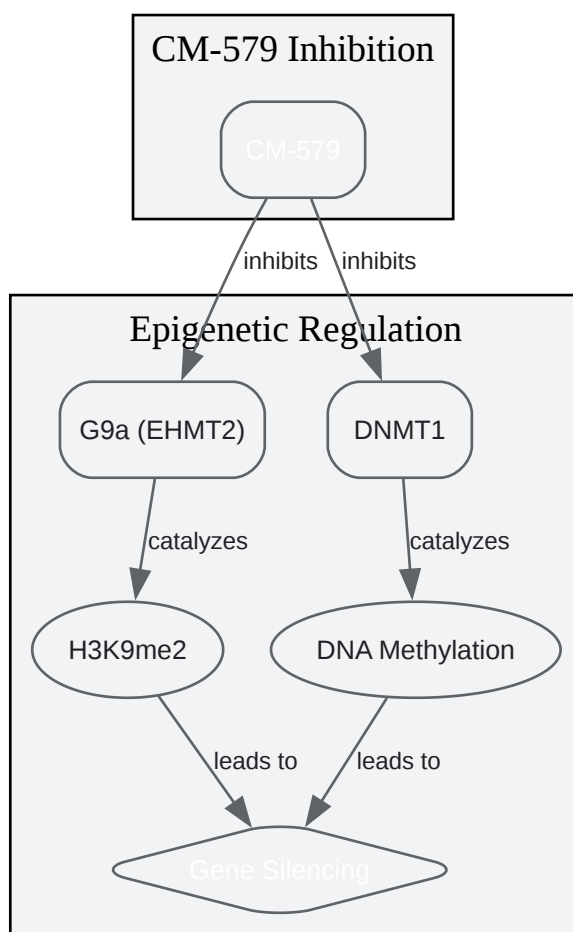 CM-579 Inhibition
CM-579
inhibits inhibits
Epigenetic Regulation
G9a (EHMT2) DNMT1
catalyzes catalyzes
H3K9me2 DNA Methylation
leads to leads to
Gene Silencing